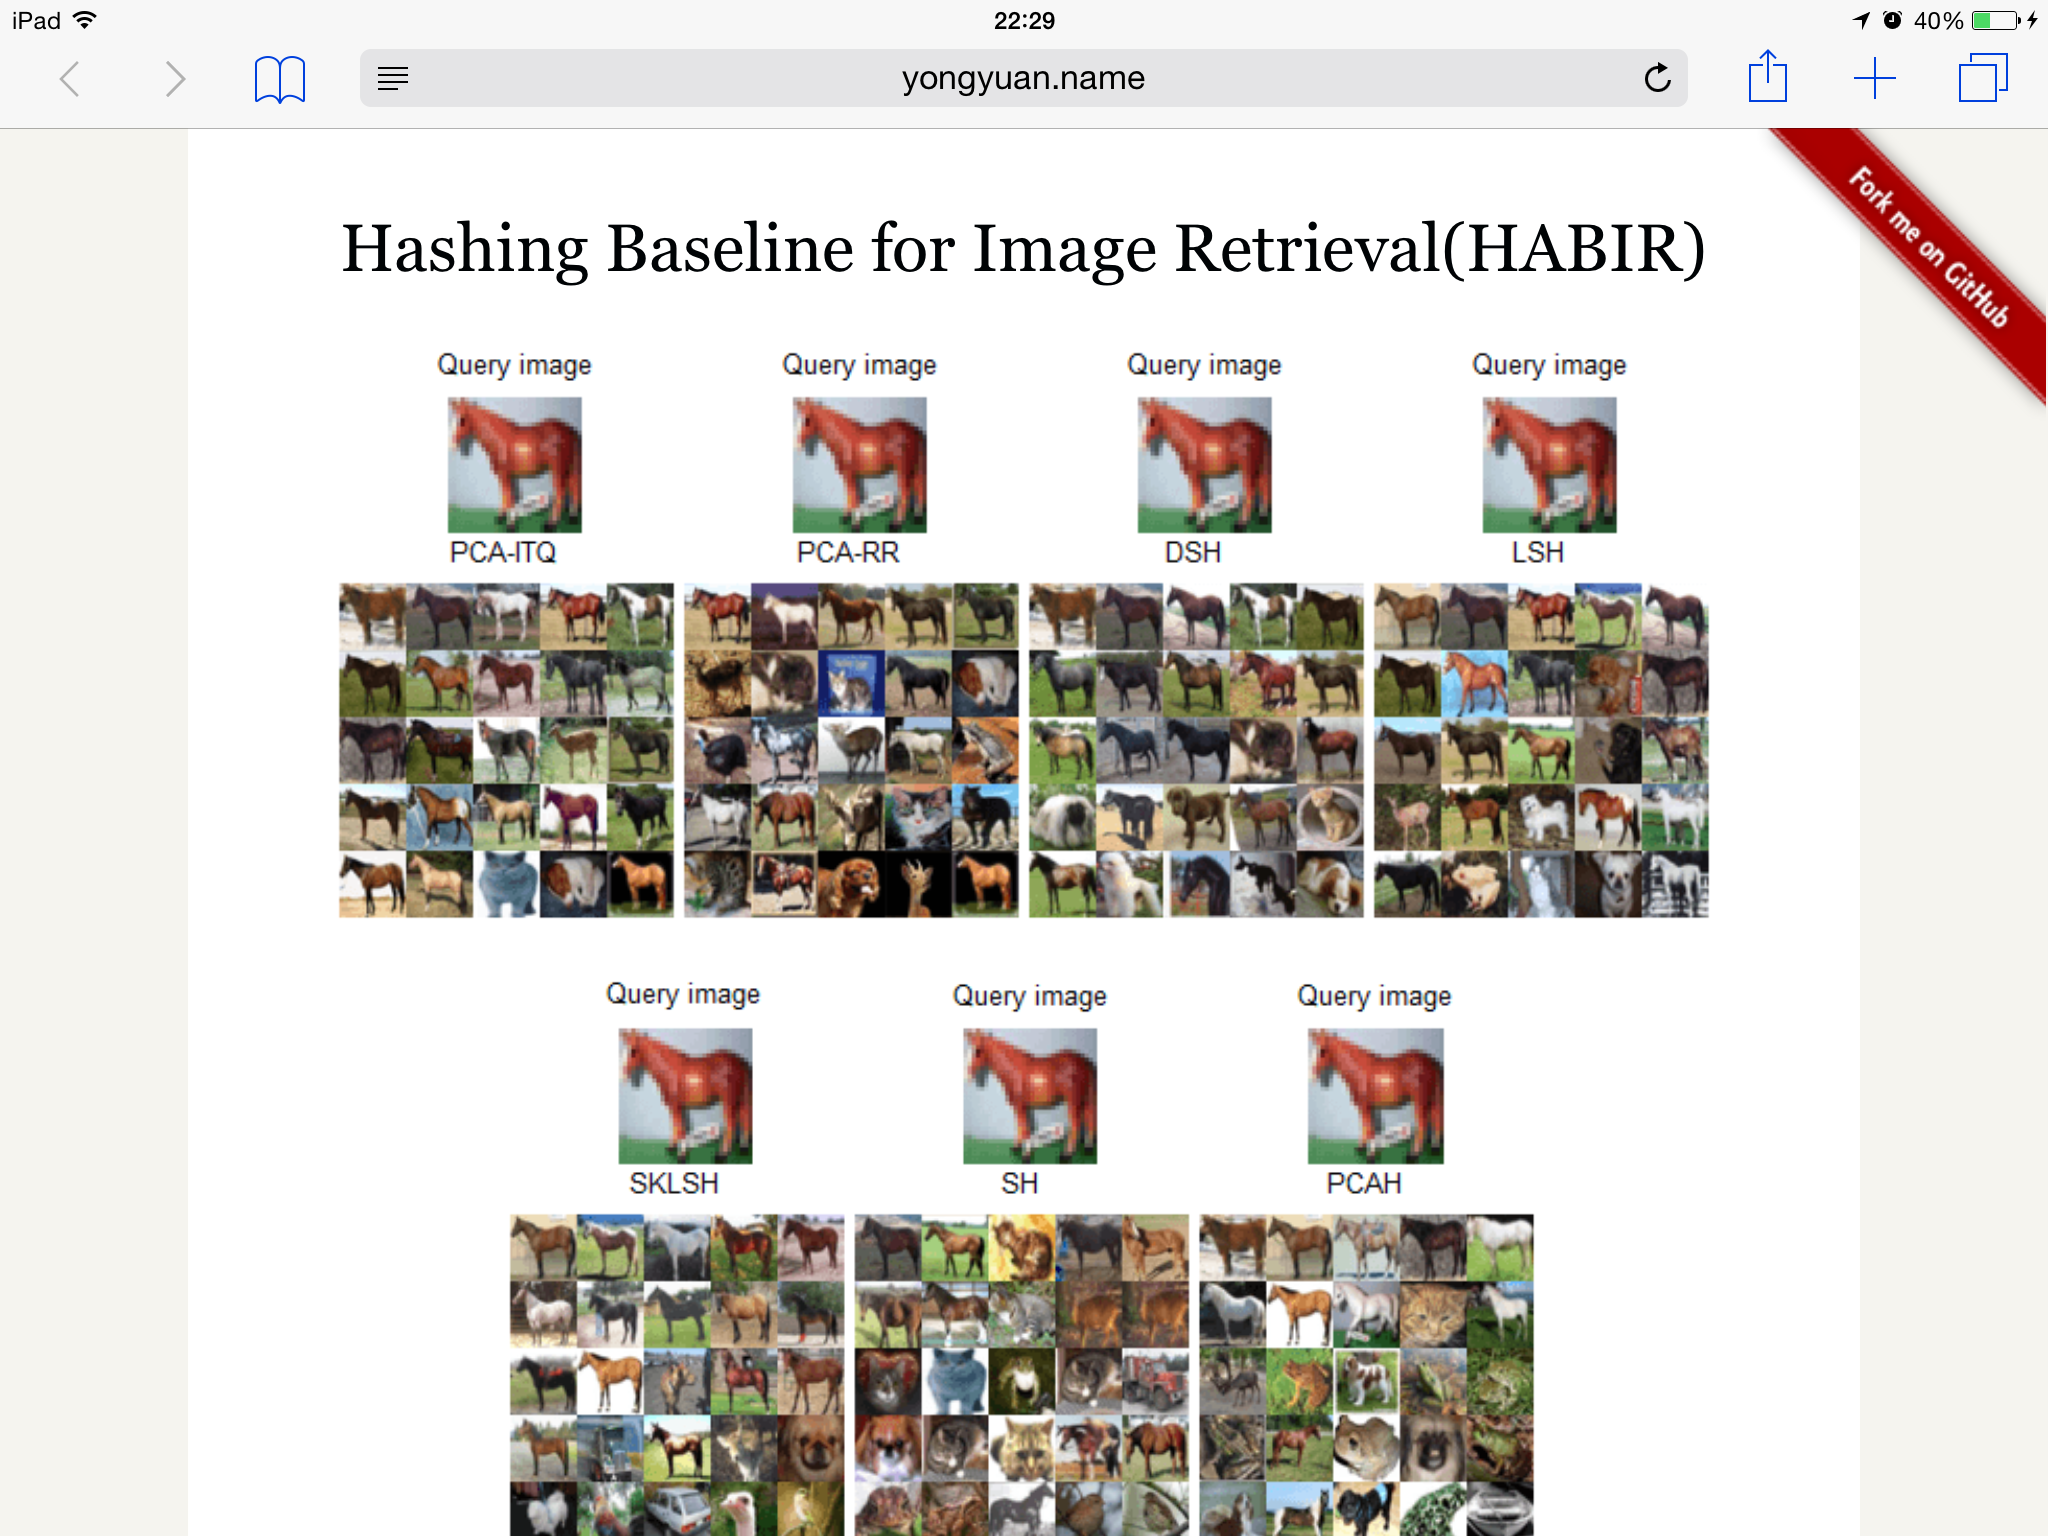 iPad 22:29 40%
yongyuan.name
Fork me on GitHub
Hashing Baseline for Image Retrieval(HABIR)
Query image Query image Query image Query image
PCA-ITQ PCA-RR DSH LSH
Query image Query image Query image
SKLSH SH PCAH